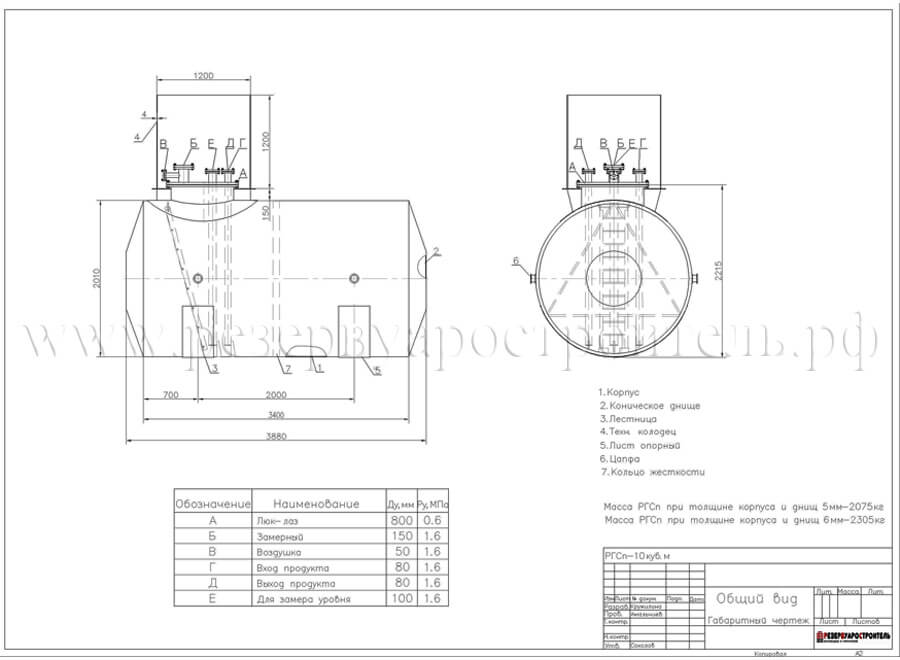 1200
4
4
В Б Е Д Г
А
1200
150
2010
2
3
7
1
5
700
2000
3400
3880
Д В Б Е Г
А
6
2215
www.резервуаростроитель.рф
1.Корпус
2.Коническое днище
3.Лестница
4.Техн. колодец
5.Лист опорный
6.Цапфа
7.Кольцо жесткости
Обозначение Наименование Ду,мм Ру,МПа
А Люк-лаз 800 0.6
Б Замерный 150 1.6
В Воздушка 50 1.6
Г Вход продукта 80 1.6
Д Выход продукта 80 1.6
Е Для замера уровня 100 1.6
Масса РГСп при толщине корпуса и днищ 5мм-2075кг
Масса РГСп при толщине корпуса и днищ 6мм-2305кг
РГСп-10куб.м
Изм Лист № докум. Подп. Дата
Разраб.
Пров.
Т.контр.
Н.контр.
Утв. Соколов
Общий вид
Габаритный чертеж
Лит. Масса Лит.
Лист Листов
РЕЗЕРВУАРОСТРОИТЕЛЬ
Копировал А2